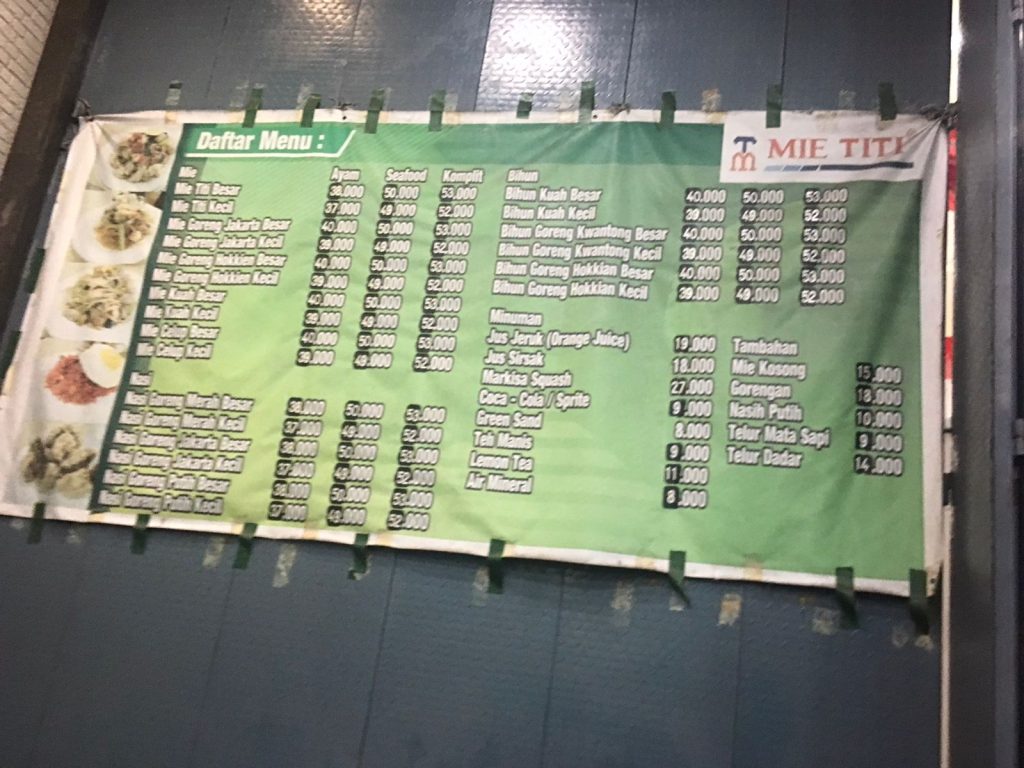 Daftar Menu :
TM MIE TITI
Mie Ayam Seafood Komplit
Mie Titi Besar 38.000 50.000 53.000
Mie Titi Kecil 37.000 49.000 52.000
Mie Goreng Jakarta Besar 40.000 50.000 53.000
Mie Goreng Jakarta Kecil 39.000 49.000 52.000
Mie Goreng Hokkien Besar 40.000 50.000 53.000
Mie Goreng Hokkien Kecil 39.000 49.000 52.000
Mie Kuah Besar 40.000 50.000 53.000
Mie Kuah Kecil 39.000 49.000 52.000
Mie Celup Besar 40.000 50.000 53.000
Mie Celup Kecil 39.000 49.000 52.000
Nasi
Nasi Goreng Merah Besar 38.000 50.000 53.000
Nasi Goreng Merah Kecil 37.000 49.000 52.000
Nasi Goreng Jakarta Besar 38.000 50.000 53.000
Nasi Goreng Jakarta Kecil 37.000 49.000 52.000
Nasi Goreng Putih Besar 38.000 50.000 53.000
Nasi Goreng Putih Kecil 37.000 49.000 52.000
Bihun
Bihun Kuah Besar 40.000 50.000 53.000
Bihun Kuah Kecil 39.000 49.000 52.000
Bihun Goreng Kwantong Besar 40.000 50.000 53.000
Bihun Goreng Kwantong Kecil 39.000 49.000 52.000
Bihun Goreng Hokkian Besar 40.000 50.000 53.000
Bihun Goreng Hokkian Kecil 39.000 49.000 52.000
Minuman
Jus Jeruk (Orange Juice) 19.000
Jus Sirsak 18.000
Markisa Squash 27.000
Coca - Cola / Sprite 9.000
Green Sand 8.000
Teh Manis 9.000
Lemon Tea 11.000
Air Mineral 8.000
Tambahan
Mie Kosong 15.000
Gorengan 18.000
Nasih Putih 10.000
Telur Mata Sapi 9.000
Telur Dadar 14.000